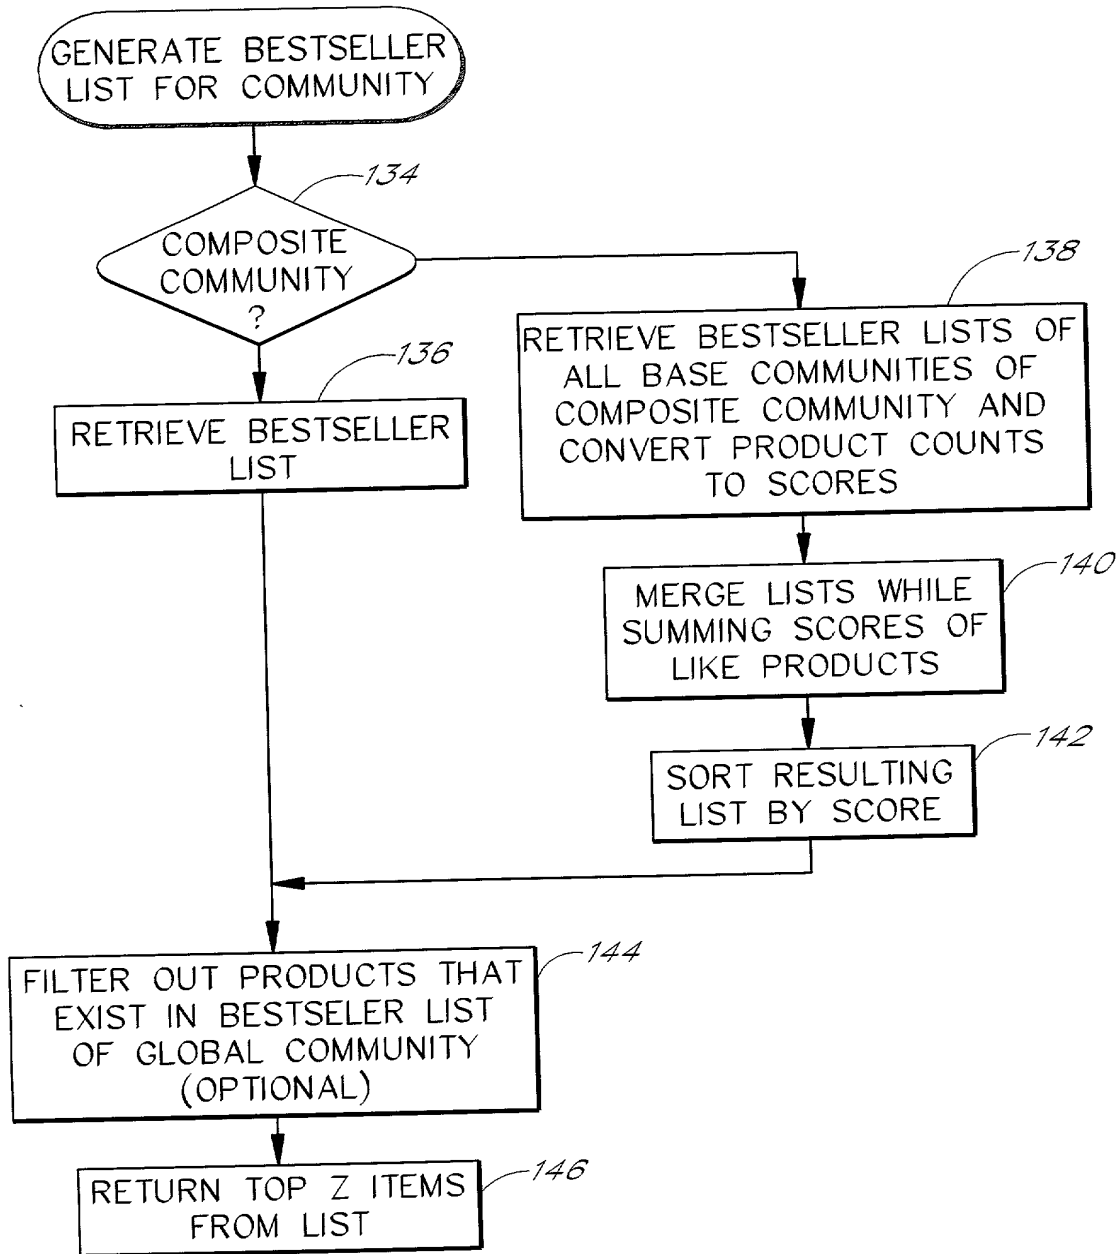 GENERATE BESTSELLER
LIST FOR COMMUNITY
134
COMPOSITE
COMMUNITY
?
136
RETRIEVE BESTSELLER
LIST
138
RETRIEVE BESTSELLER LISTS OF
ALL BASE COMMUNITIES OF
COMPOSITE COMMUNITY AND
CONVERT PRODUCT COUNTS
TO SCORES
140
MERGE LISTS WHILE
SUMMING SCORES OF
LIKE PRODUCTS
142
SORT RESULTING
LIST BY SCORE
144
FILTER OUT PRODUCTS THAT
EXIST IN BESTSELER LIST
OF GLOBAL COMMUNITY
(OPTIONAL)
146
RETURN TOP Z ITEMS
FROM LIST